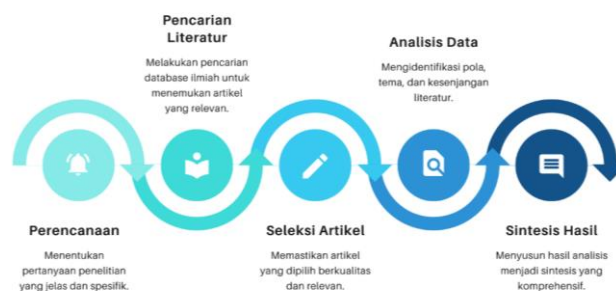 Perencanaan
Menentukan
pertanyaan penelitian
yang jelas dan spesifik.
Pencarian
Literatur
Melakukan pencarian
database ilmiah untuk
menemukan artikel
yang relevan.
Seleksi Artikel
Memastikan artikel
yang dipilih berkualitas
dan relevan.
Analisis Data
Mengidentifikasi pola,
tema, dan kesenjangan
literatur.
Sintesis Hasil
Menyusun hasil analisis
menjadi sintesis yang
komprehensif.